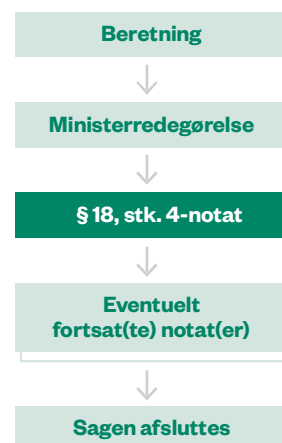 Beretning
Ministerredegørelse
§ 18, stk. 4-notat
Eventuelt
fortsat(te) notat(er)
Sagen afsluttes